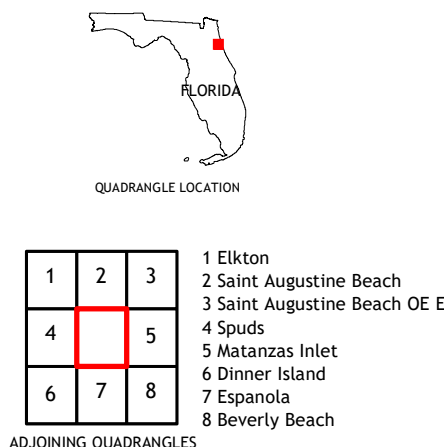 FLORIDA
QUADRANGLE LOCATION
1 2 3
4 5
6 7 8
1 Elkton
2 Saint Augustine Beach
3 Saint Augustine Beach OE E
4 Spuds
5 Matanzas Inlet
6 Dinner Island
7 Espanola
8 Beverly Beach
ADJOINING QUADRANGLES